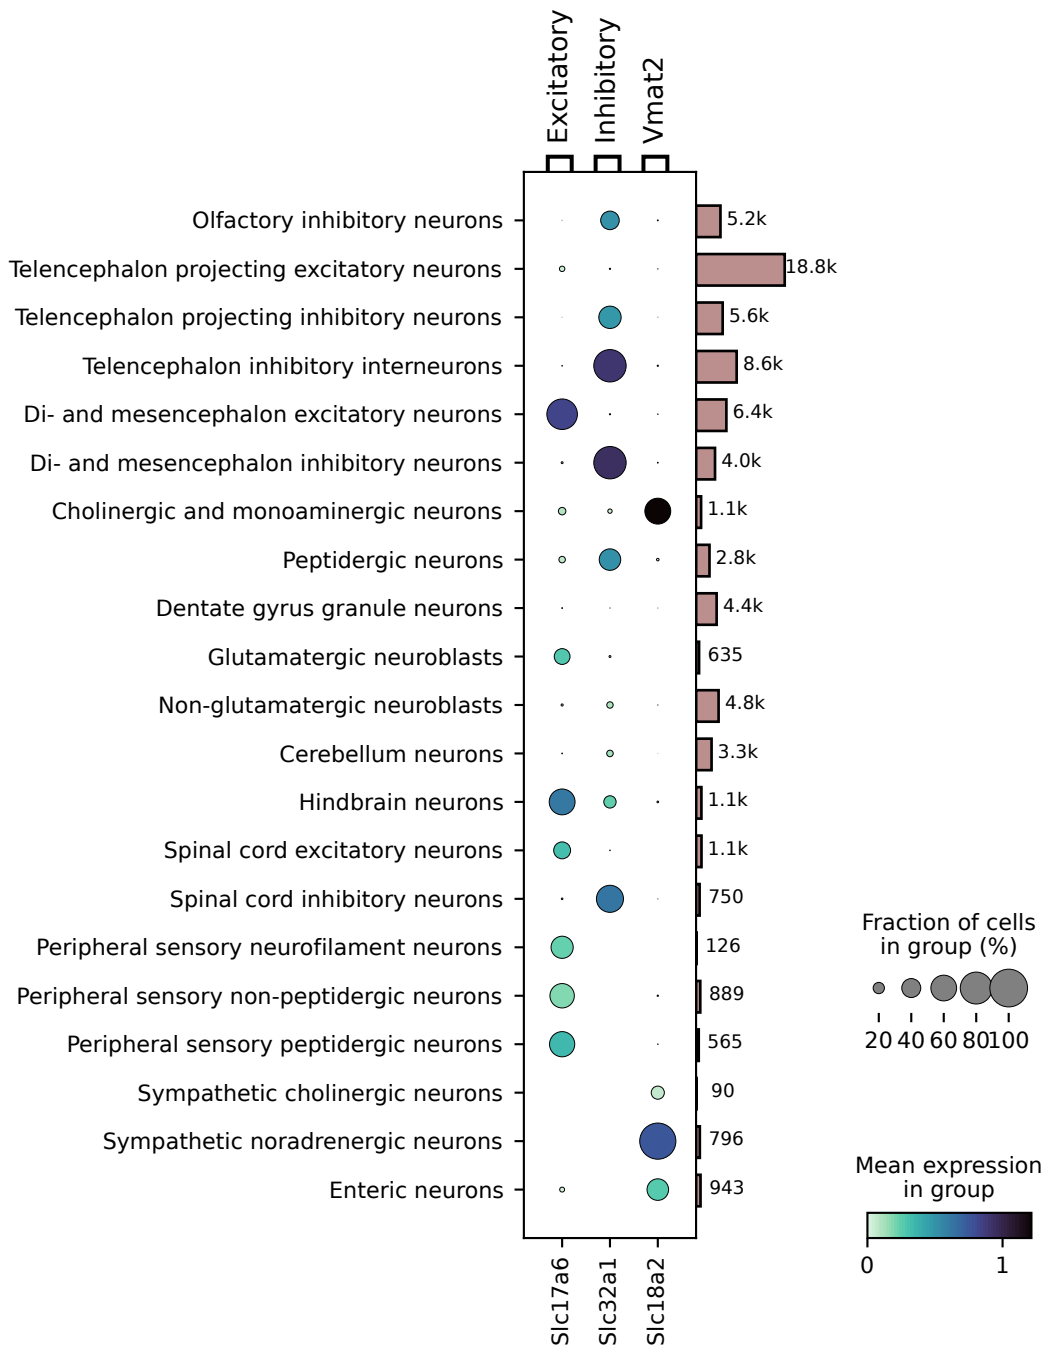 Excitatory
Inhibitory
Vmat2
Olfactory inhibitory neurons
5.2k
Telencephalon projecting excitatory neurons
18.8k
Telencephalon projecting inhibitory neurons
5.6k
Telencephalon inhibitory interneurons
8.6k
Di- and mesencephalon excitatory neurons
6.4k
Di- and mesencephalon inhibitory neurons
4.0k
Cholinergic and monoaminergic neurons
1.1k
Peptidergic neurons
2.8k
Dentate gyrus granule neurons
4.4k
Glutamatergic neuroblasts
635
Non-glutamatergic neuroblasts
4.8k
Cerebellum neurons
3.3k
Hindbrain neurons
1.1k
Spinal cord excitatory neurons
1.1k
Spinal cord inhibitory neurons
750
Peripheral sensory neurofilament neurons
126
Peripheral sensory non-peptidergic neurons
889
Peripheral sensory peptidergic neurons
565
Sympathetic cholinergic neurons
90
Sympathetic noradrenergic neurons
796
Enteric neurons
943
Slc17a6
Slc32a1
Slc18a2
Fraction of cells
in group (%)
20 40 60 80 100
Mean expression
in group
0 1